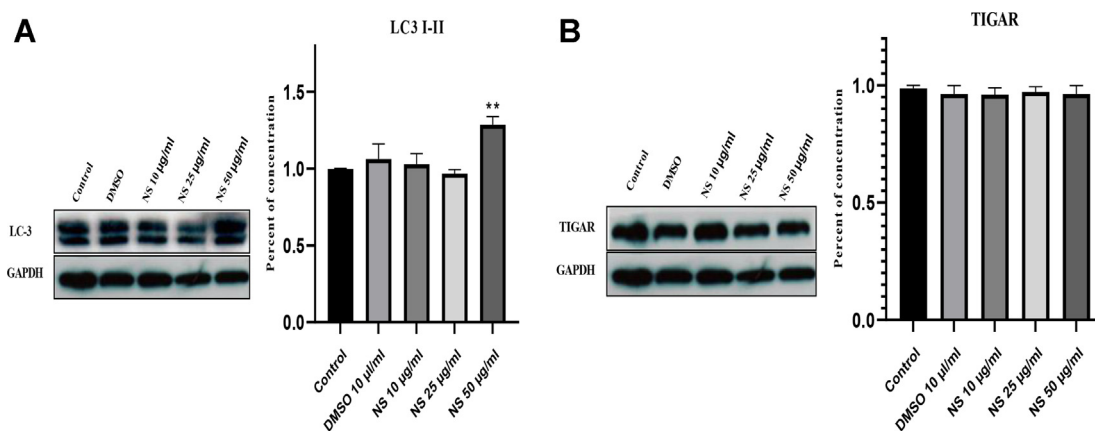 A
LC3 I-II
Percent of concentration
1.5
1.0
0.5
0.0
**
Control
DMSO
NS 10 µg/ml
NS 25 µg/ml
NS 50 µg/ml
LC-3
GAPDH
Control
DMSO 10 µl/ml
NS 10 µg/ml
NS 25 µg/ml
NS 50 µg/ml
B
TIGAR
Percent of concentration
1.0
0.5
0.0
Control
DMSO
NS 10 µg/ml
NS 25 µg/ml
NS 50 µg/ml
TIGAR
GAPDH
Control
DMSO 10 µl/ml
NS 10 µg/ml
NS 25 µg/ml
NS 50 µg/ml